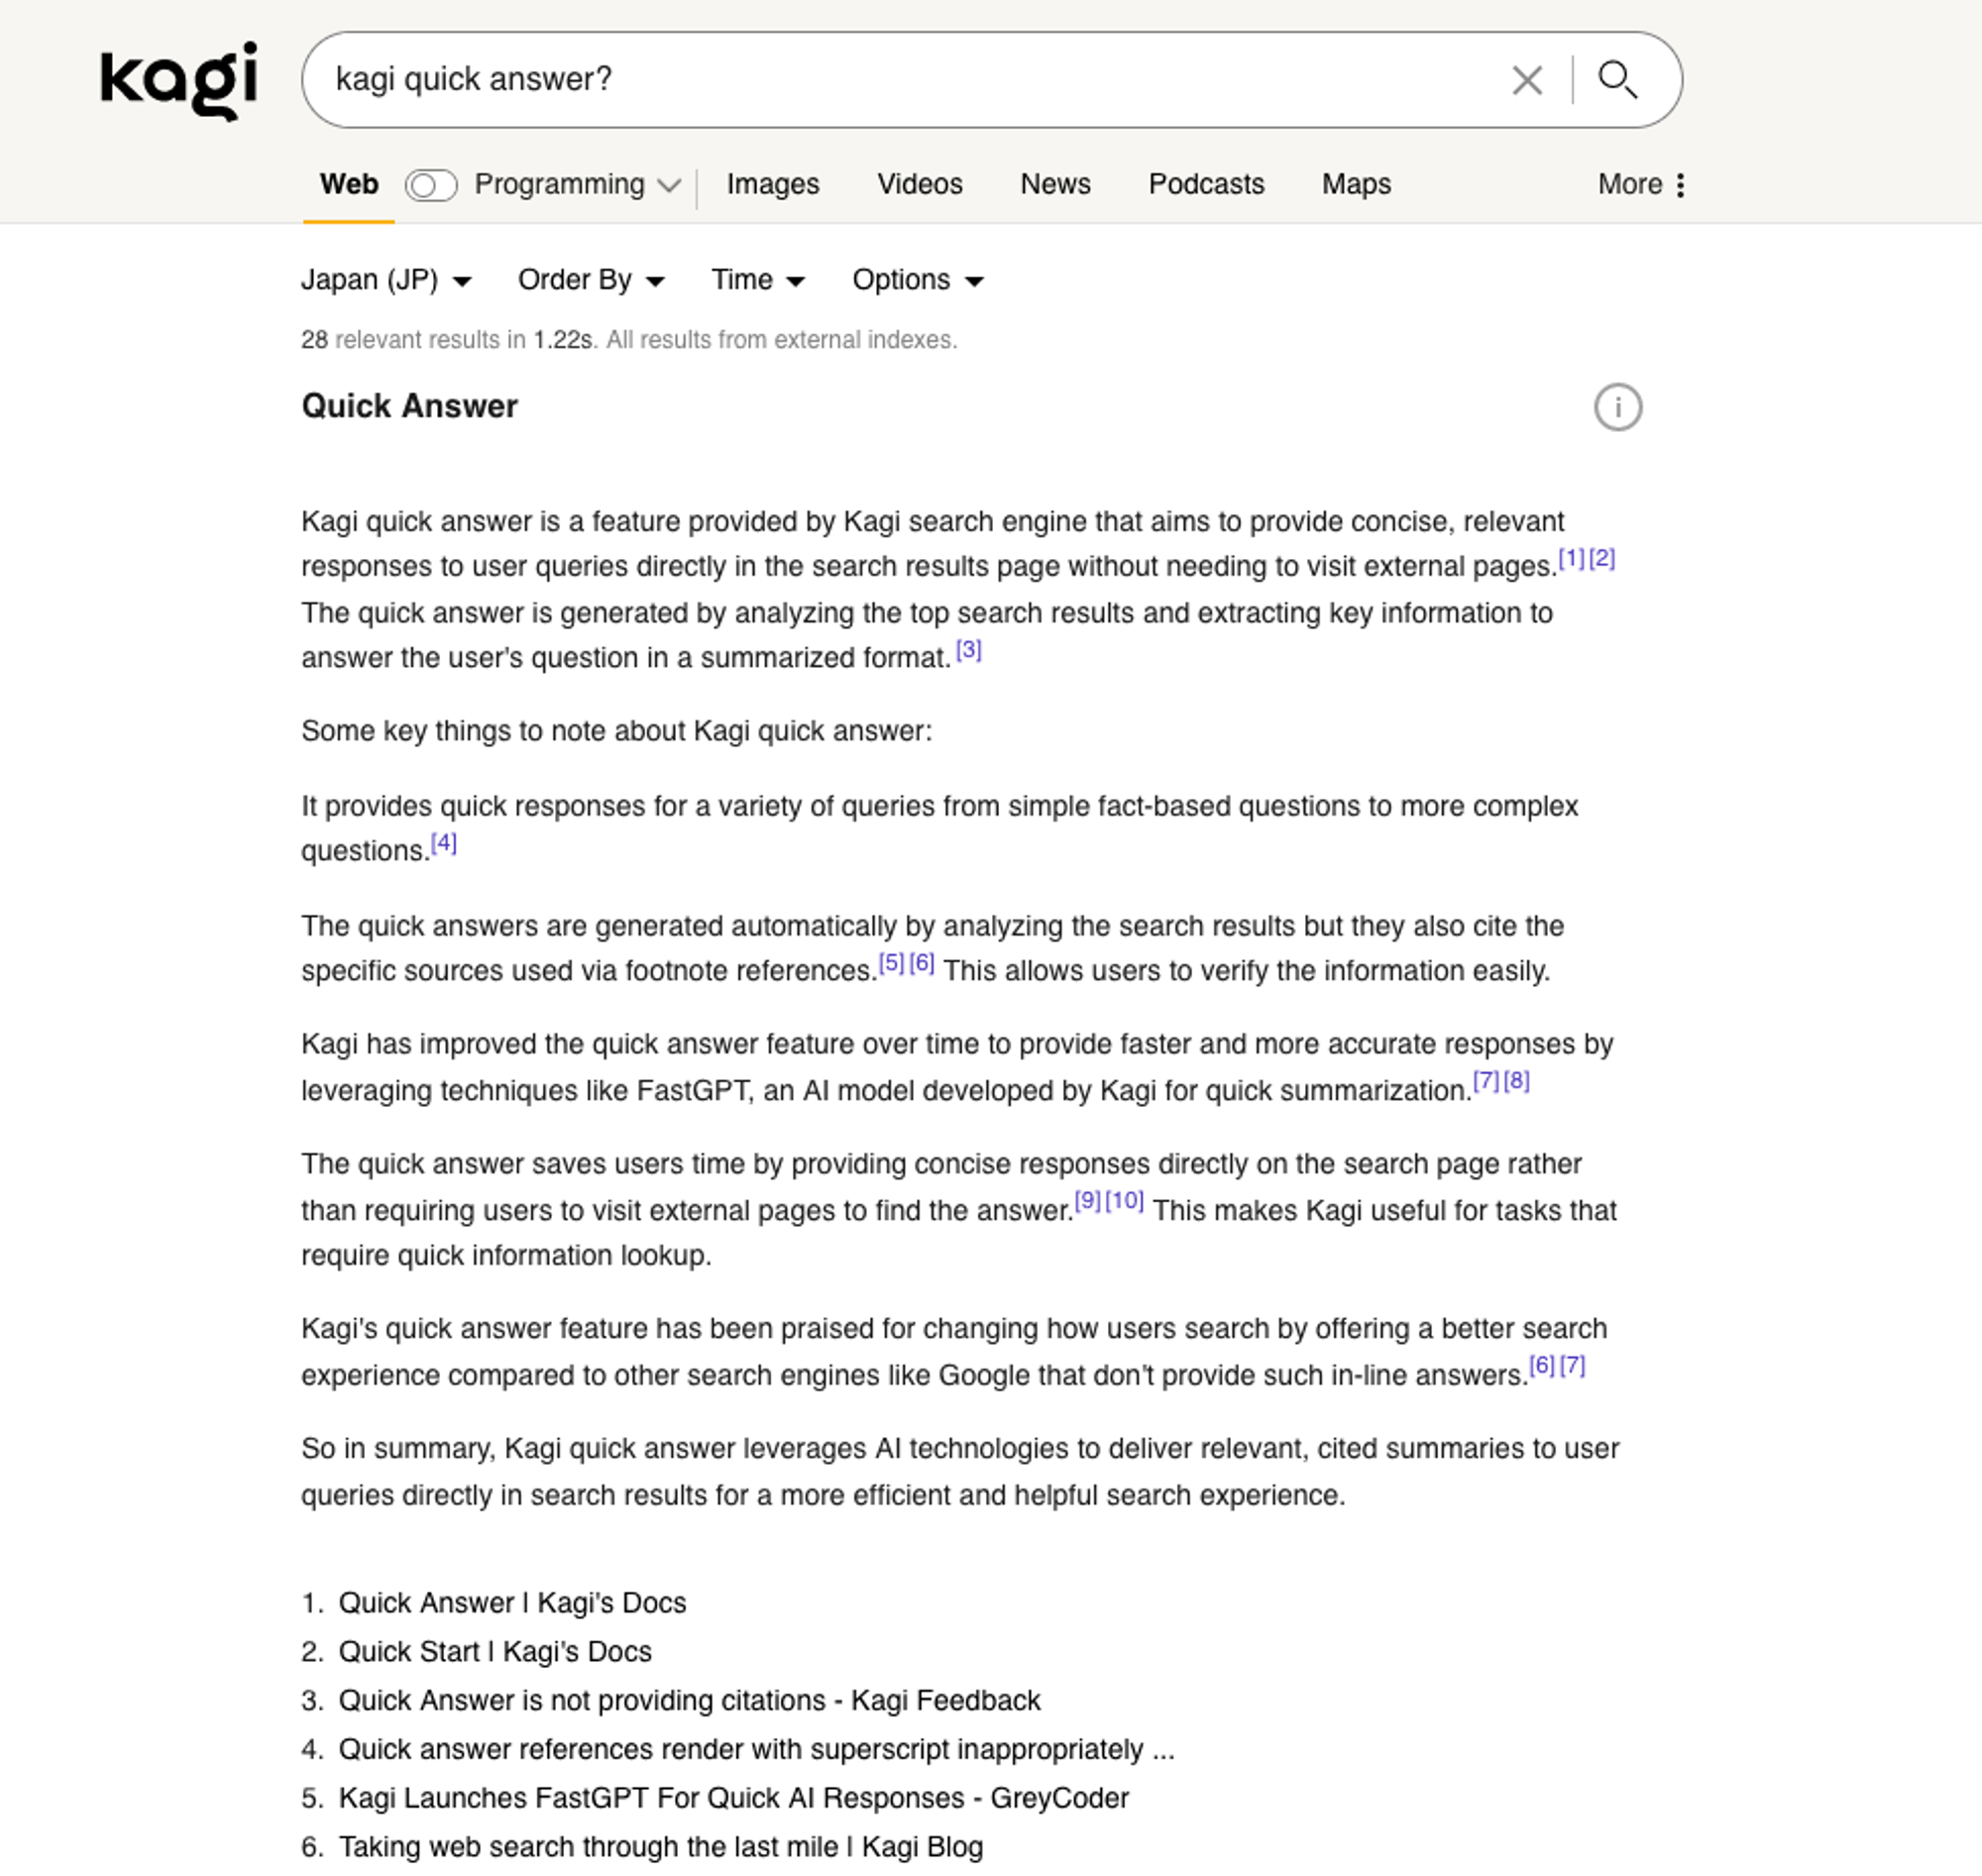 kagi
kagi quick answer?
Web Programming Images Videos News Podcasts Maps More
Japan (JP) Order By Time Options
28 relevant results in 1.22s. All results from external indexes.
Quick Answer
i
Kagi quick answer is a feature provided by Kagi search engine that aims to provide concise, relevant
responses to user queries directly in the search results page without needing to visit external pages.[1][2]
The quick answer is generated by analyzing the top search results and extracting key information to
answer the user's question in a summarized format. [3]
Some key things to note about Kagi quick answer:
It provides quick responses for a variety of queries from simple fact-based questions to more complex
questions.[4]
The quick answers are generated automatically by analyzing the search results but they also cite the
specific sources used via footnote references.[5][6] This allows users to verify the information easily.
Kagi has improved the quick answer feature over time to provide faster and more accurate responses by
leveraging techniques like FastGPT, an AI model developed by Kagi for quick summarization.[7][8]
The quick answer saves users time by providing concise responses directly on the search page rather
than requiring users to visit external pages to find the answer.[9][10] This makes Kagi useful for tasks that
require quick information lookup.
Kagi's quick answer feature has been praised for changing how users search by offering a better search
experience compared to other search engines like Google that don't provide such in-line answers.[6][7]
So in summary, Kagi quick answer leverages AI technologies to deliver relevant, cited summaries to user
queries directly in search results for a more efficient and helpful search experience.
1. Quick Answer | Kagi's Docs
2. Quick Start | Kagi's Docs
3. Quick Answer is not providing citations - Kagi Feedback
4. Quick answer references render with superscript inappropriately ...
5. Kagi Launches FastGPT For Quick AI Responses - GreyCoder
6. Taking web search through the last mile | Kagi Blog